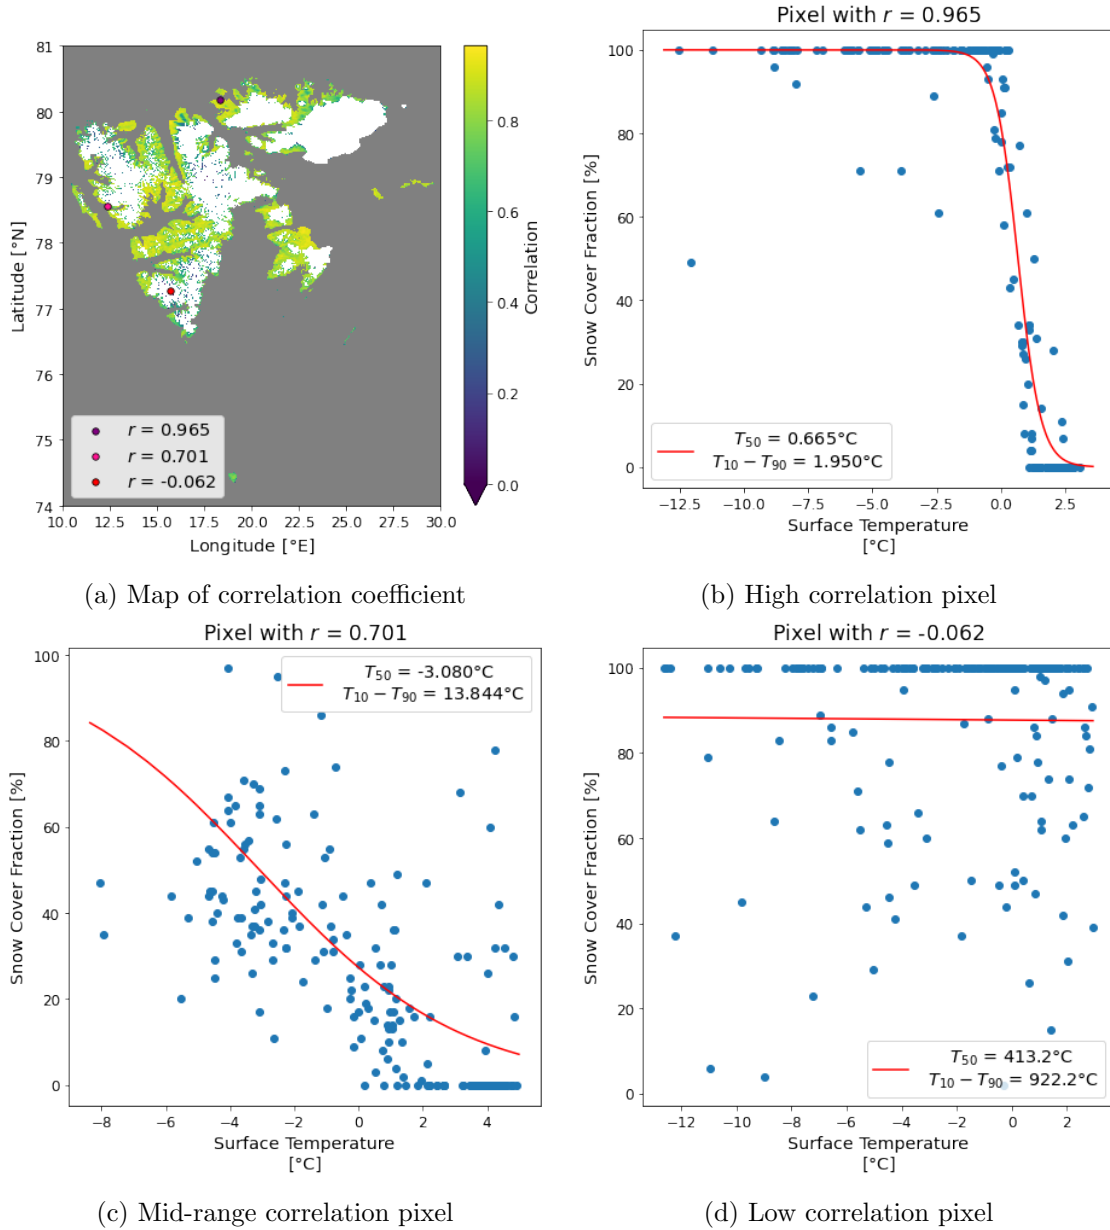 81
80
79
78
77
76
75
74
10.0 12.5 15.0 17.5 20.0 22.5 25.0 27.5 30.0
Latitude [°N]
Longitude [°E]
r = 0.965
r = 0.701
r = -0.062
0.8
0.6
0.4
0.2
0.0
Correlation
(a) Map of correlation coefficient
Pixel with r = 0.965
100
80
60
40
20
0
Snow Cover Fraction [%]
T50 = 0.665°C
T10 − T90 = 1.950°C
−12.5 −10.0 −7.5 −5.0 −2.5 0.0 2.5
Surface Temperature
[°C]
(b) High correlation pixel
Pixel with r = 0.701
100
80
60
40
20
0
Snow Cover Fraction [%]
T50 = -3.080°C
T10 − T90 = 13.844°C
−8 −6 −4 −2 0 2 4
Surface Temperature
[°C]
(c) Mid-range correlation pixel
Pixel with r = -0.062
100
80
60
40
20
0
Snow Cover Fraction [%]
T50 = 413.2°C
T10 − T90 = 922.2°C
−12 −10 −8 −6 −4 −2 0 2
Surface Temperature
[°C]
(d) Low correlation pixel